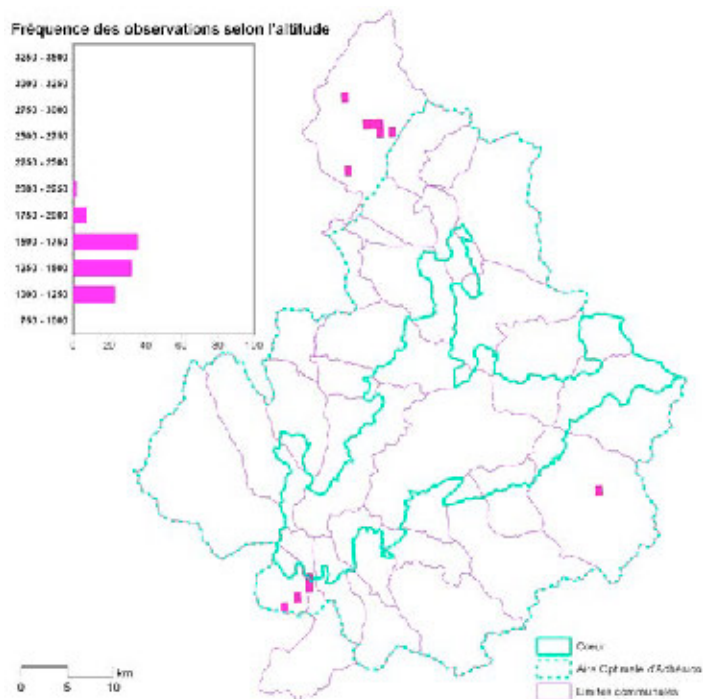 Fréquence des observations selon l'altitude
3250 - 3500
3000 - 3250
2750 - 3000
2500 - 2750
2250 - 2500
2000 - 2250
1750 - 2000
1500 - 1750
1250 - 1500
1000 - 1250
750 - 1000
0 20 40 60 80 100
Coeur
Aire Optimale d'Adhésion
Limites communales
0 5 10
km